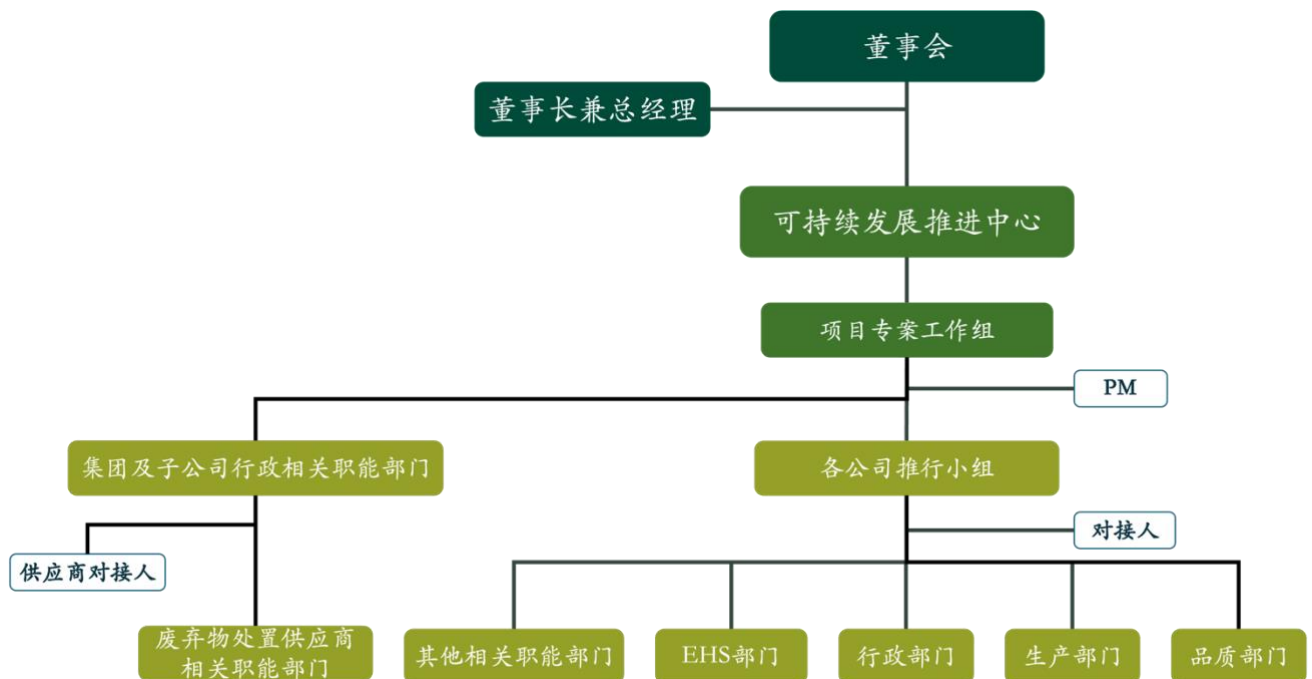 董事会
董事长兼总经理
可持续发展推进中心
项目专案工作组
PM
集团及子公司行政相关职能部门
各公司推行小组
对接人
供应商对接人
废弃物处置供应商
相关职能部门
其他相关职能部门
EHS部门
行政部门
生产部门
品质部门